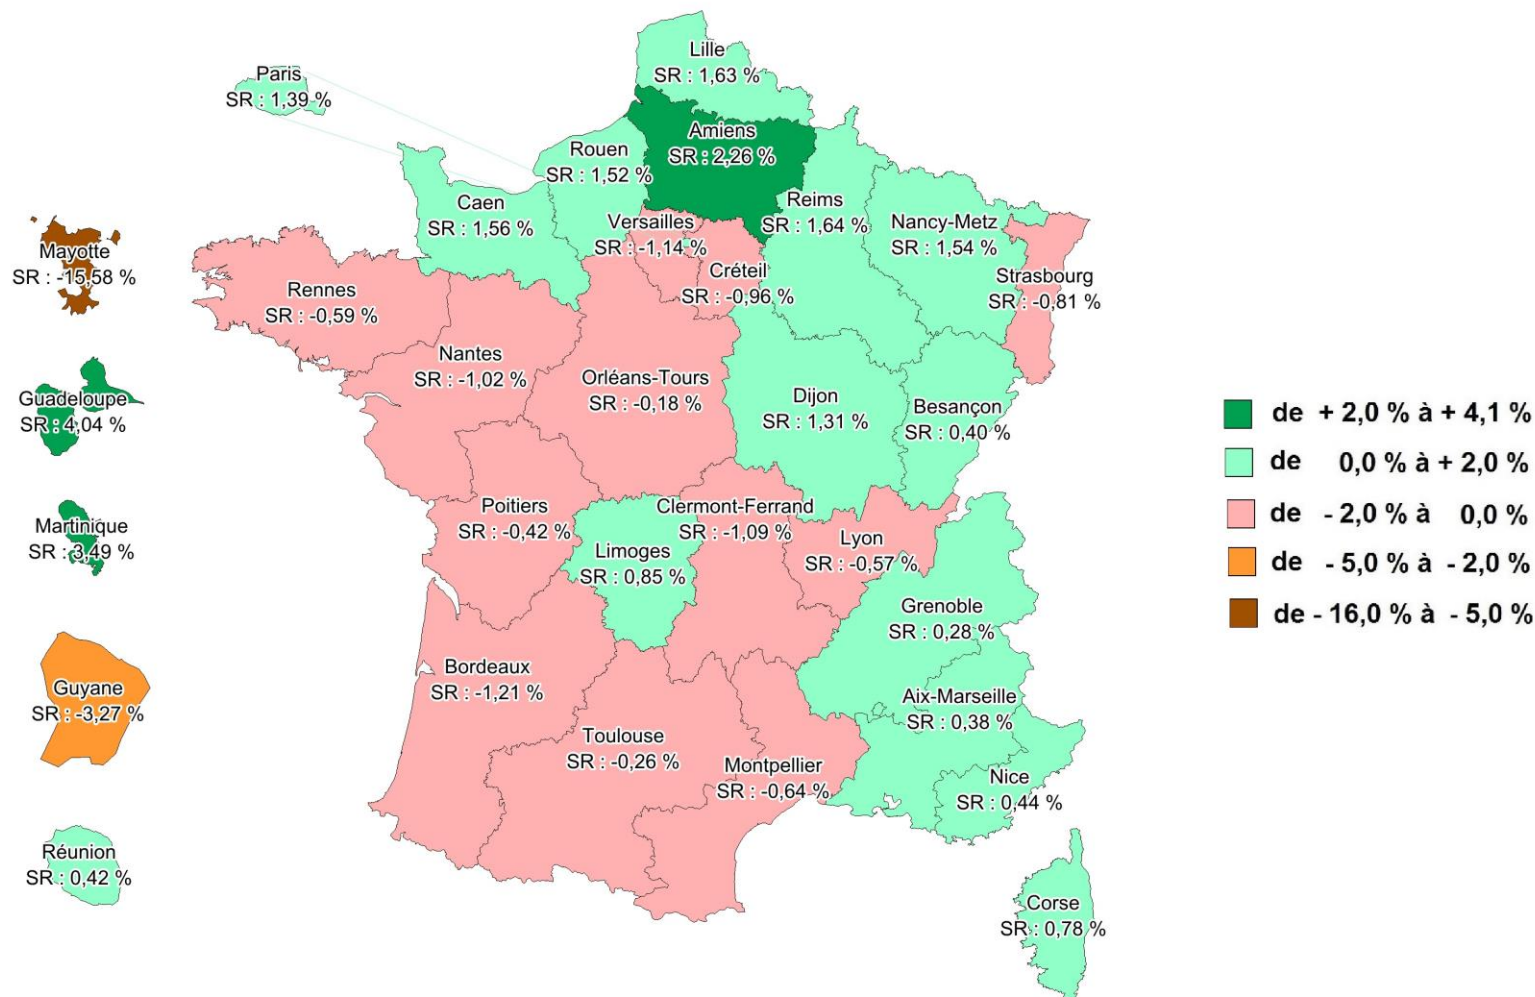 Lille
SR : 1,63 %
Paris
SR : 1,39 %
Amiens
SR : 2,26 %
Rouen
SR : 1,52 %
Caen
SR : 1,56 %
Versailles
SR : -1,14 %
Reims
SR : 1,64 %
Nancy-Metz
SR : 1,54 %
Créteil
SR : -0,96 %
Strasbourg
SR : -0,81 %
Mayotte
SR : -15,58 %
Rennes
SR : -0,59 %
Nantes
SR : -1,02 %
Orléans-Tours
SR : -0,18 %
Dijon
SR : 1,31 %
Besançon
SR : 0,40 %
Guadeloupe
SR : 4,04 %
Poitiers
SR : -0,42 %
Clermont-Ferrand
SR : -1,09 %
Limoges
SR : 0,85 %
Lyon
SR : -0,57 %
Martinique
SR : 3,49 %
Grenoble
SR : 0,28 %
Bordeaux
SR : -1,21 %
Guyane
SR : -3,27 %
Aix-Marseille
SR : 0,38 %
Toulouse
SR : -0,26 %
Montpellier
SR : -0,64 %
Nice
SR : 0,44 %
Réunion
SR : 0,42 %
Corse
SR : 0,78 %
de + 2,0 % à + 4,1 %
de 0,0 % à + 2,0 %
de - 2,0 % à 0,0 %
de - 5,0 % à - 2,0 %
de - 16,0 % à - 5,0 %